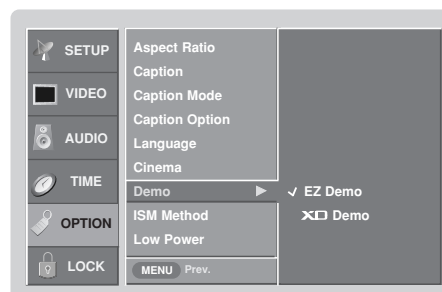 SETUP
VIDEO
AUDIO
TIME
OPTION
LOCK
Aspect Ratio
Caption
Caption Mode
Caption Option
Language
Cinema
Demo
ISM Method
Low Power
MENU Prev.
EZ Demo
XD Demo